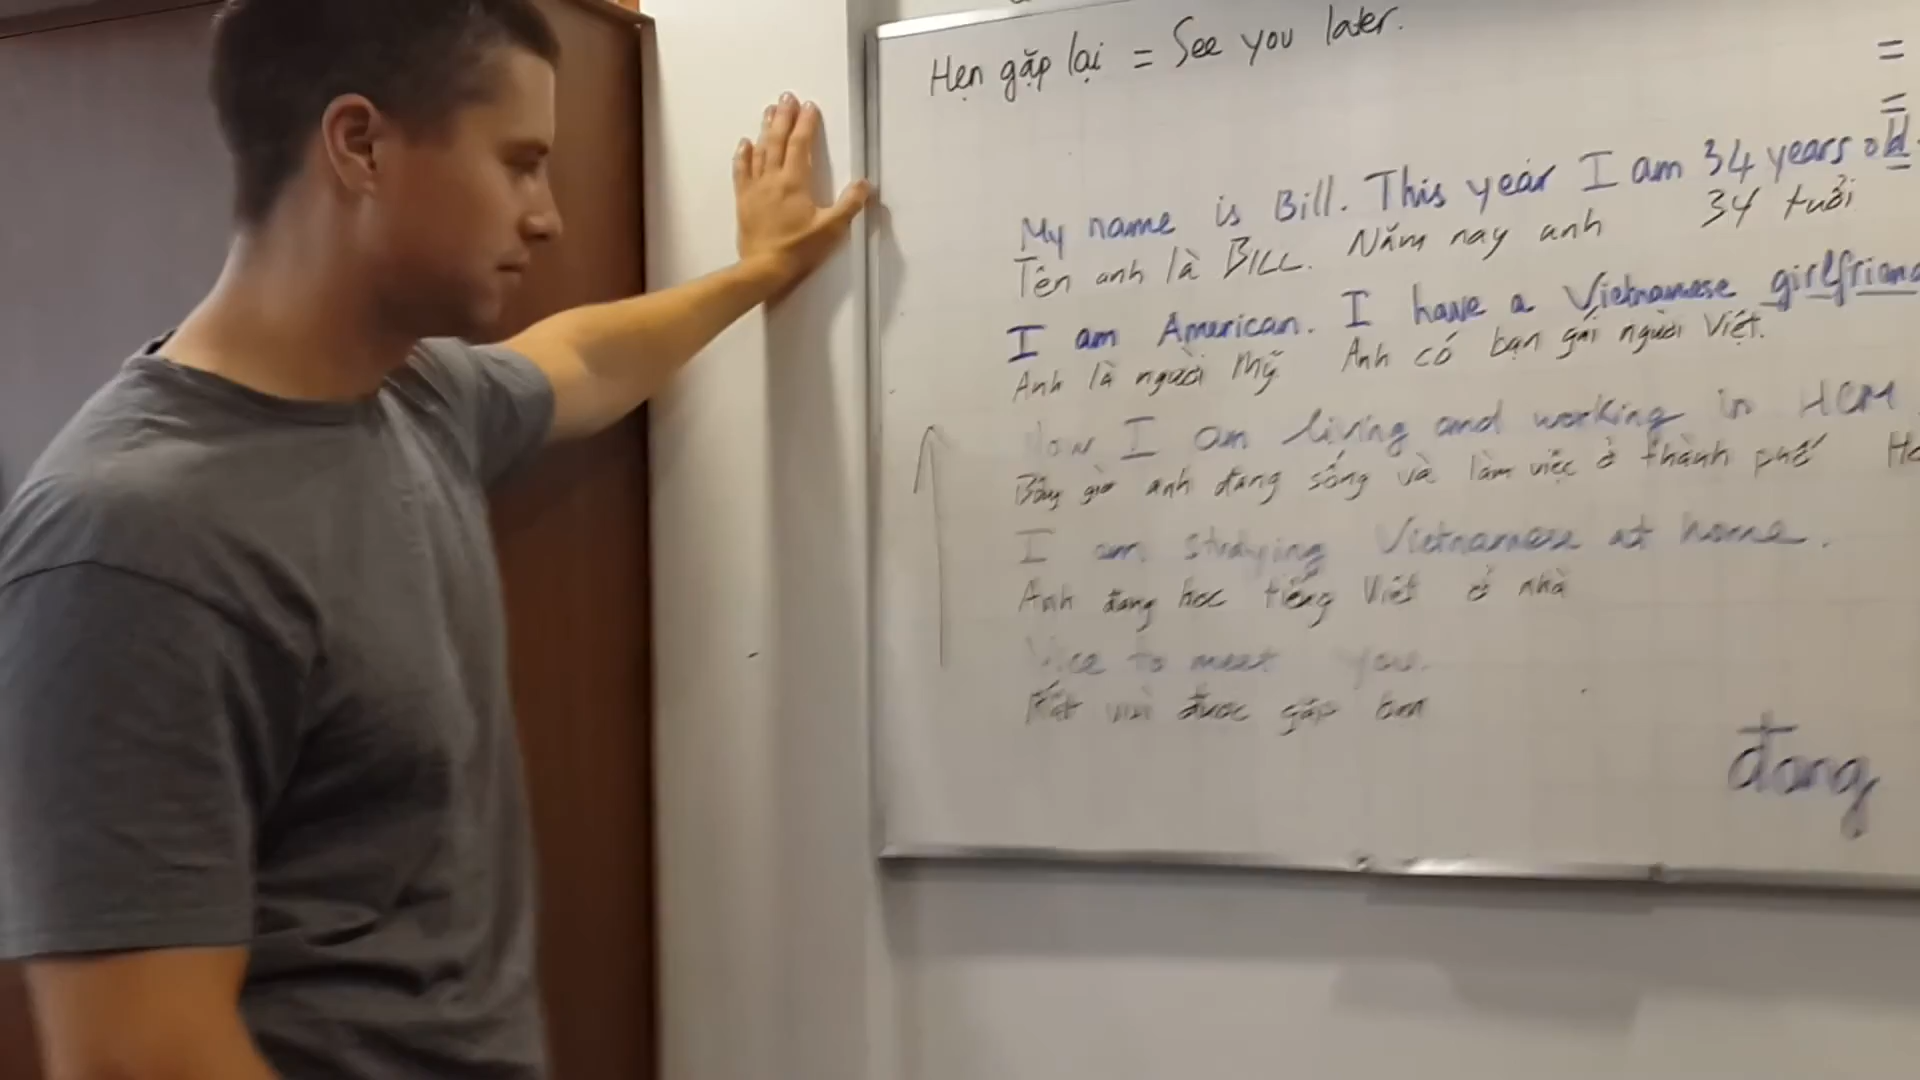 Hẹn gặp lại = See you later.
=
=
My name is Bill. This year I am 34 years old.
Tên anh là BILL. Năm nay anh 34 tuổi
I am American. I have a Vietnamese girlfriend
Anh là người Mỹ Anh có bạn gái người Việt.
Now I am living and working in HCM
Bây giờ anh đang sống và làm việc ở thành phố
I am studying Vietnamese at home.
Anh đang học tiếng Việt ở nhà
Nice to meet you.
Rất vui được gặp bạn
đang